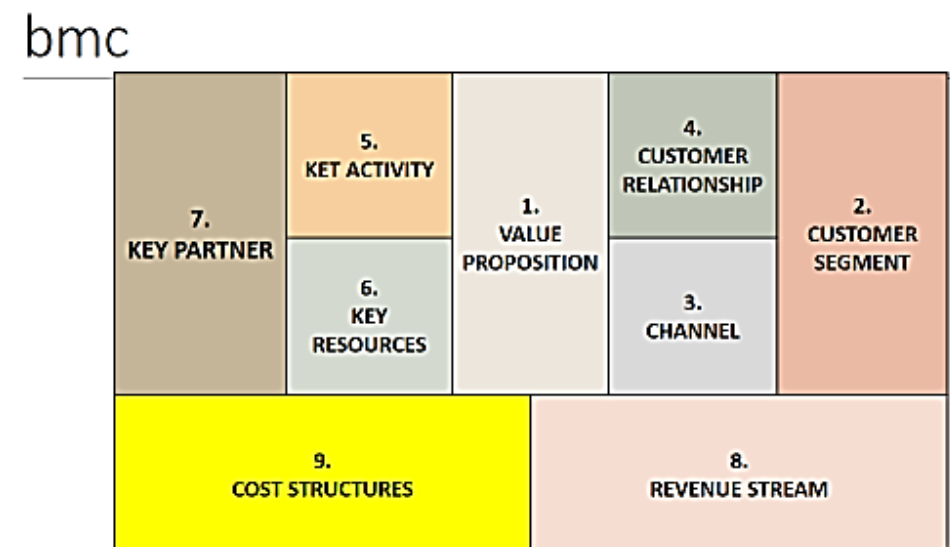 bmc
7.
KEY PARTNER
5.
KET ACTIVITY
6.
KEY
RESOURCES
1.
VALUE
PROPOSITION
4.
CUSTOMER
RELATIONSHIP
3.
CHANNEL
2.
CUSTOMER
SEGMENT
9.
COST STRUCTURES
8.
REVENUE STREAM